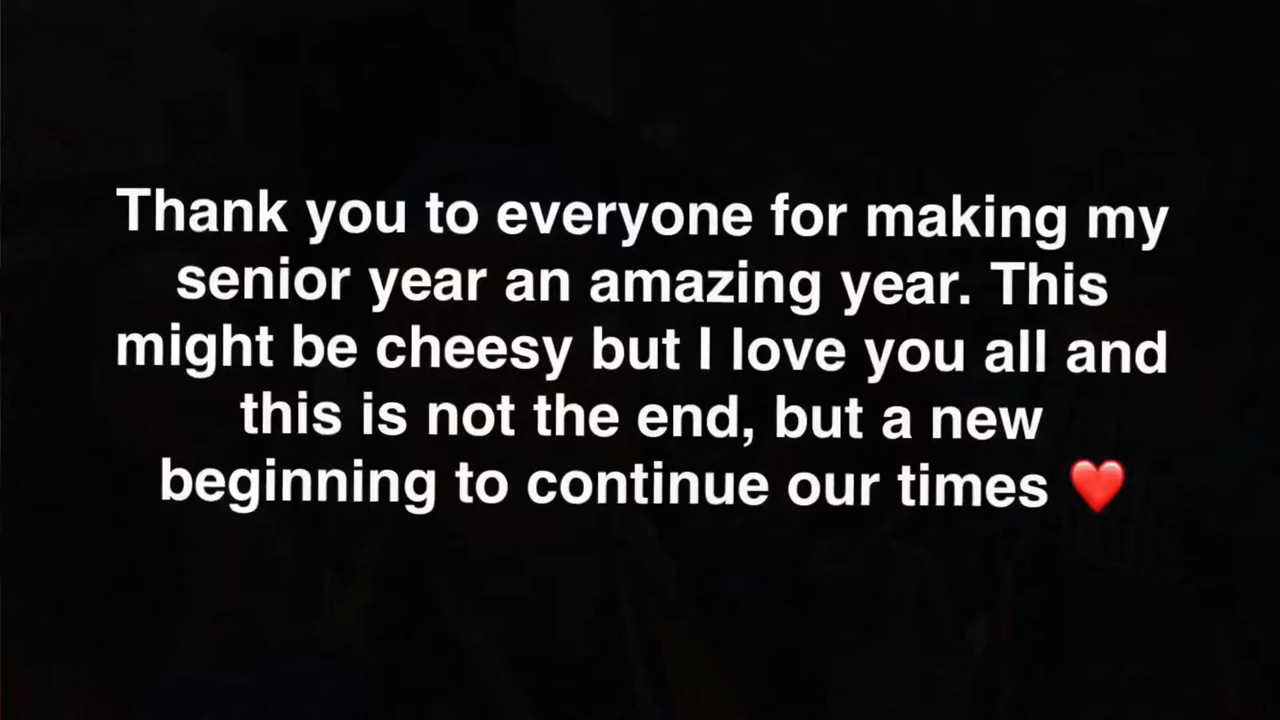 Thank you to everyone for making my
senior year an amazing year. This
might be cheesy but I love you all and
this is not the end, but a new
beginning to continue our times ❤️